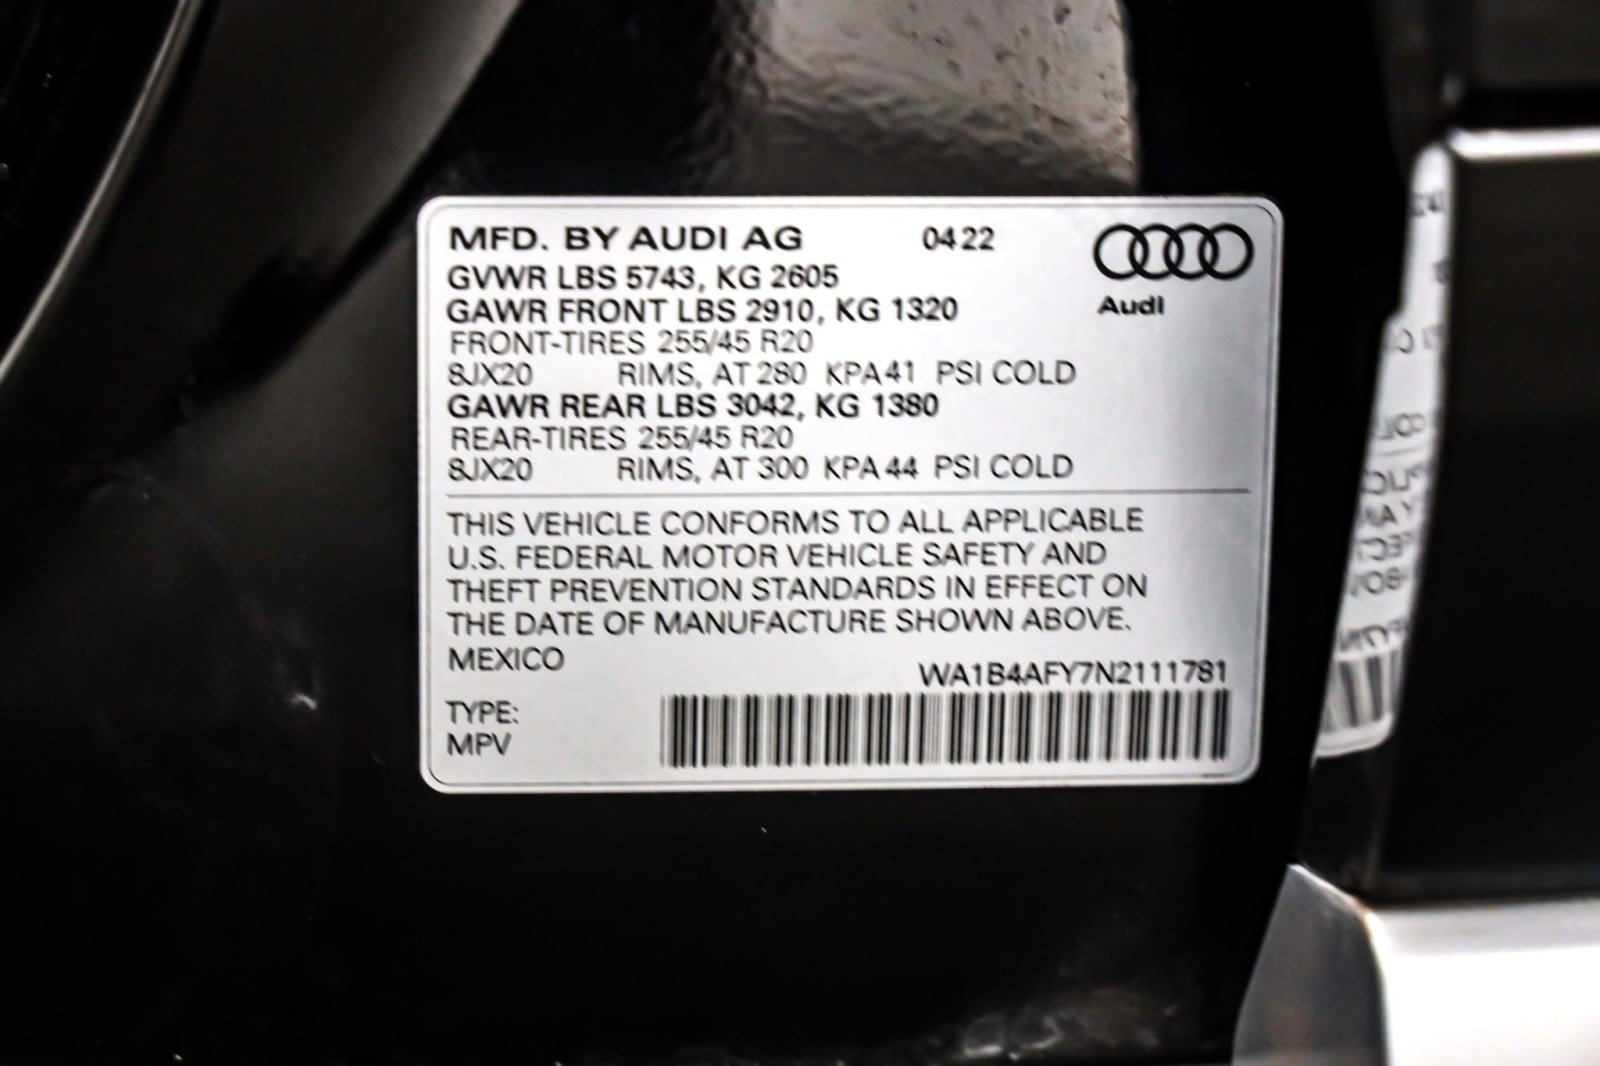 MFD. BY AUDI AG 04 22
GVWR LBS 5743, KG 2605
GAWR FRONT LBS 2910, KG 1320
Audi
FRONT-TIRES 255/45 R20
8JX20 RIMS, AT 280 KPA 41 PSI COLD
GAWR REAR LBS 3042, KG 1380
REAR-TIRES 255/45 R20
8JX20 RIMS, AT 300 KPA 44 PSI COLD
THIS VEHICLE CONFORMS TO ALL APPLICABLE
U.S. FEDERAL MOTOR VEHICLE SAFETY AND
THEFT PREVENTION STANDARDS IN EFFECT ON
THE DATE OF MANUFACTURE SHOWN ABOVE.
MEXICO
WA1B4AFY7N2111781
TYPE:
MPV